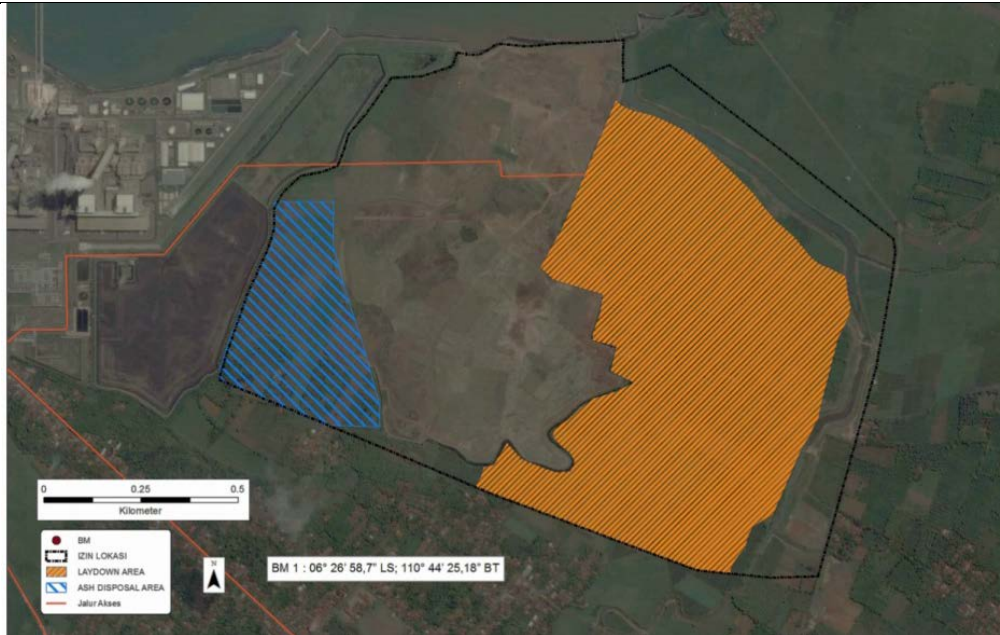 0 0.25 0.5
Kilometer
BM
IZIN LOKASI
LAYDOWN AREA
ASH DISPOSAL AREA
Jalur Akses
N
BM 1 : 06° 26' 58,7" LS; 110° 44' 25,18" BT